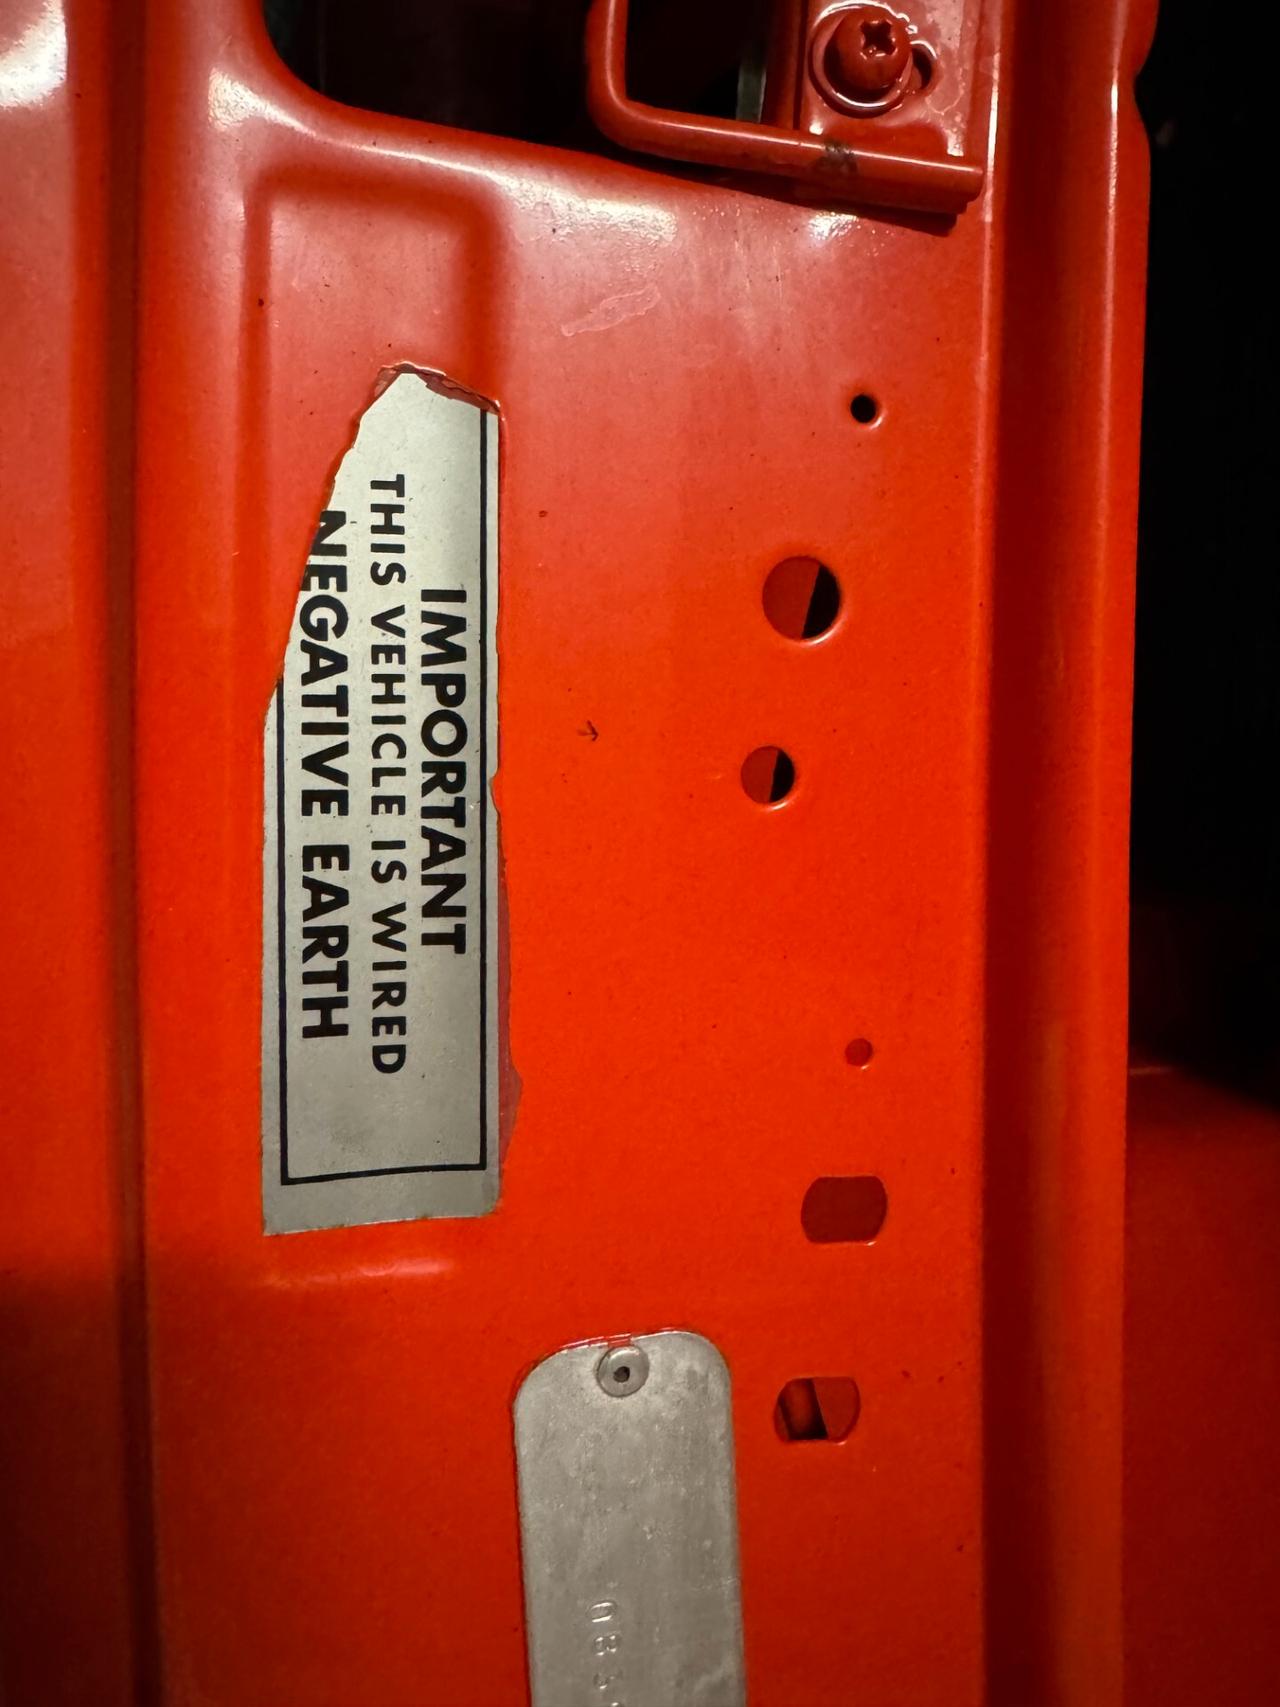 IMPORTANT
THIS VEHICLE IS WIRED
NEGATIVE EARTH